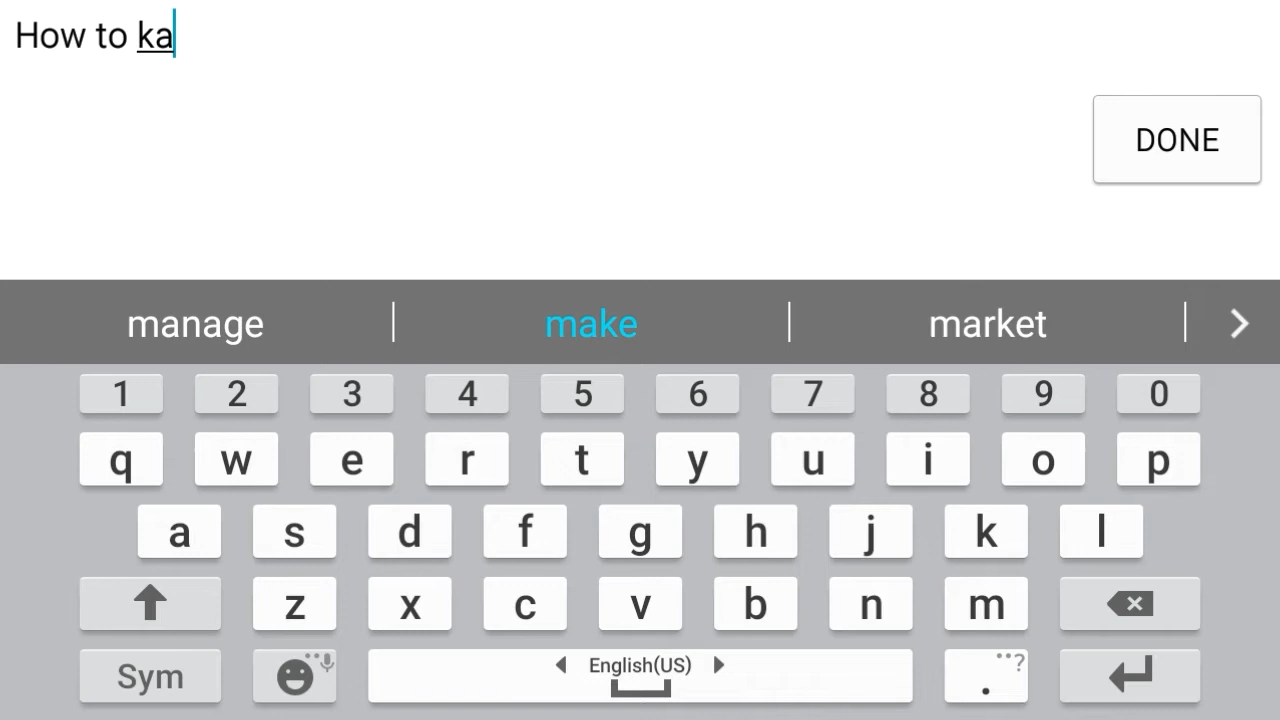 How to ka
DONE
manage make market
1 2 3 4 5 6 7 8 9 0
q w e r t y u i o p
a s d f g h j k l
z x c v b n m
Sym English(US) . ?